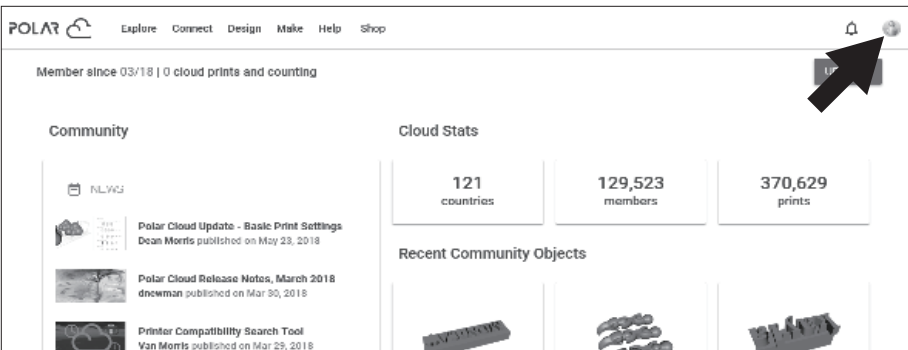 POLAR
Explore Connect Design Make Help Shop
Member since 03/18 | 0 cloud prints and counting
Community
NEWS
Polar Cloud Update - Basic Print Settings
Dean Morris published on May 23, 2018
Polar Cloud Release Notes, March 2018
dnewman published on Mar 30, 2018
Printer Compatibility Search Tool
Van Morris published on Mar 29, 2018
Cloud Stats
121
countries
129,523
members
370,629
prints
Recent Community Objects